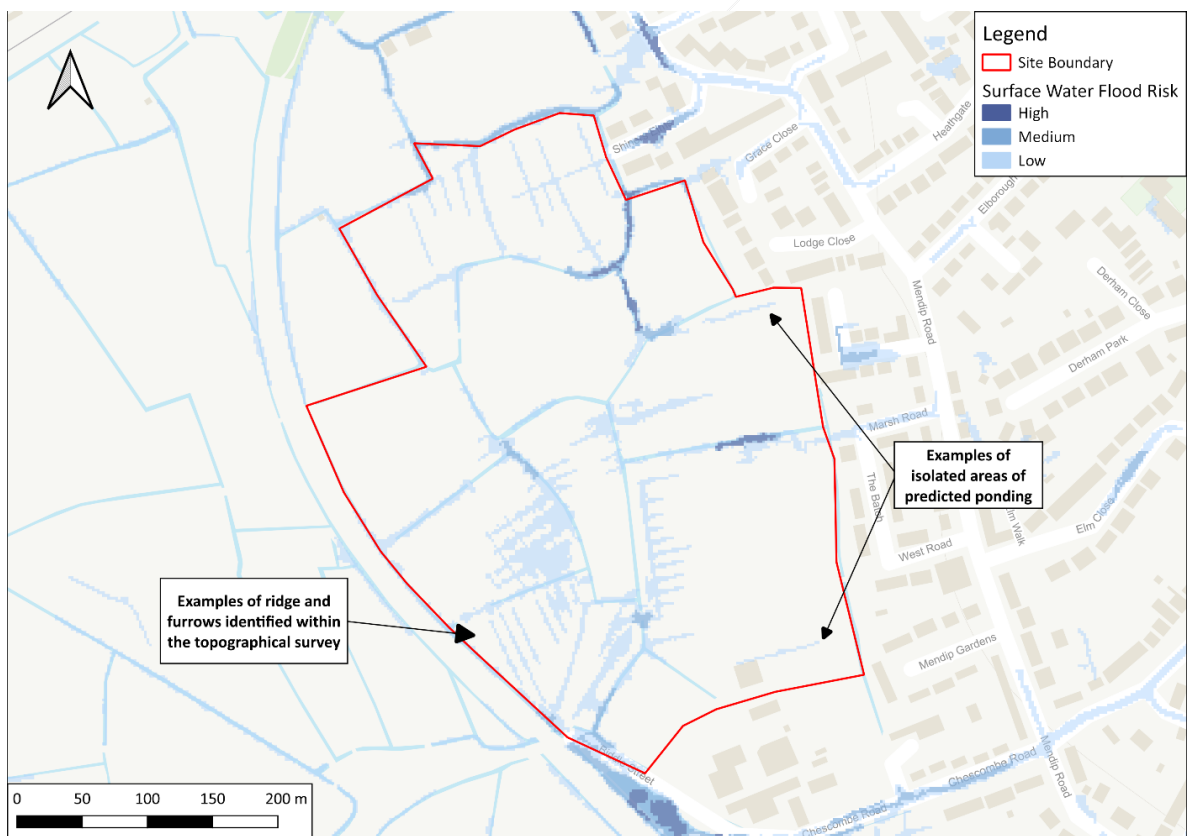 Legend
Site Boundary
Surface Water Flood Risk
High
Medium
Low
Heathgate
Grace Close
Elborough
Lodge Close
Derham Close
Mendip Road
Derham Park
Marsh Road
Examples of
isolated areas of
predicted ponding
The Batch
Elm Close
Elm Walk
West Road
Examples of ridge and
furrows identified within
the topographical survey
Mendip Gardens
Mendip Road
Chescombe Road
Chescombe Road
Street
0 50 100 150 200 m